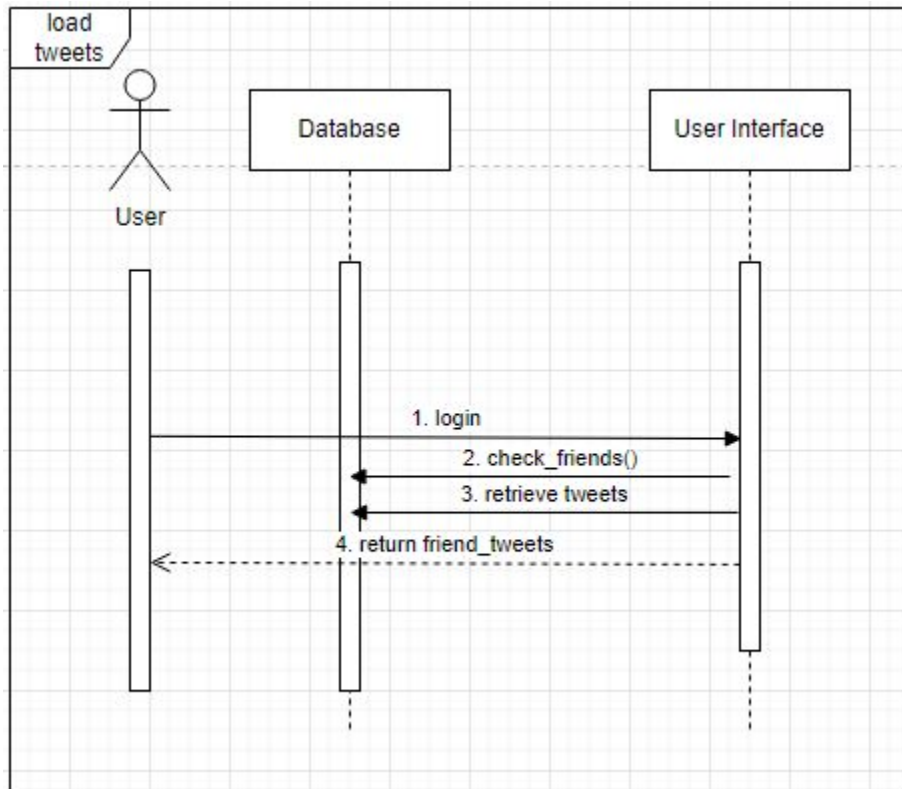 load
tweets
Database
User Interface
User
1. login
2. check_friends()
3. retrieve tweets
4. return friend_tweets